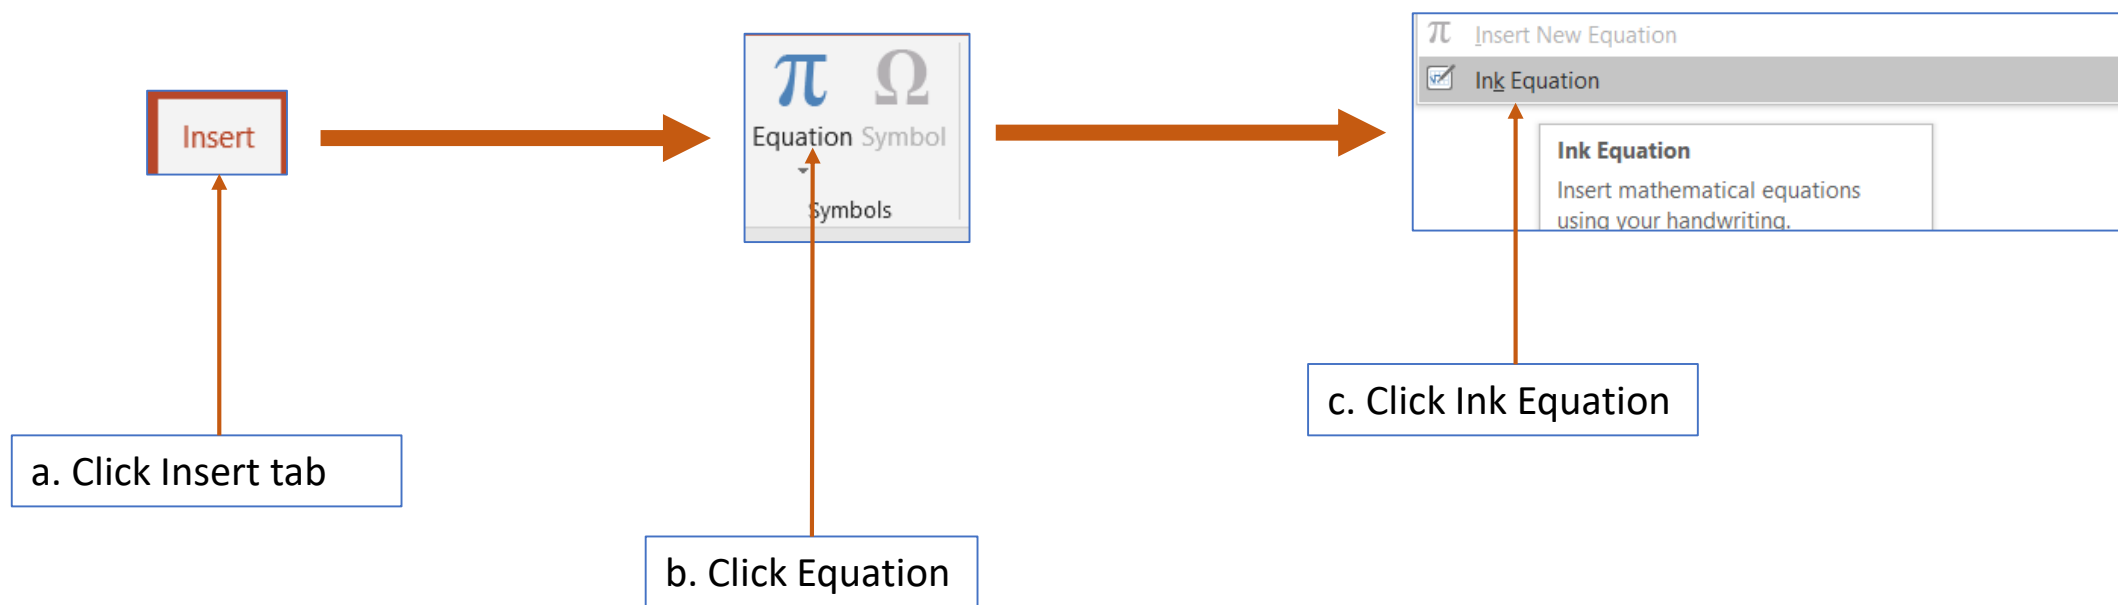 Insert
a. Click Insert tab
π Ω
Equation Symbol
Symbols
b. Click Equation
π Insert New Equation
Ink Equation
Ink Equation
Insert mathematical equations
using your handwriting.
c. Click Ink Equation